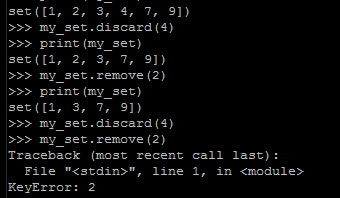 set([1, 2, 3, 4, 7, 9])
>>> my_set.discard(4)
>>> print(my_set)
set([1, 2, 3, 7, 9])
>>> my_set.remove(2)
>>> print(my_set)
set([1, 3, 7, 9])
>>> my_set.discard(4)
>>> my_set.remove(2)
Traceback (most recent call last):
  File "<stdin>", line 1, in <module>
KeyError: 2